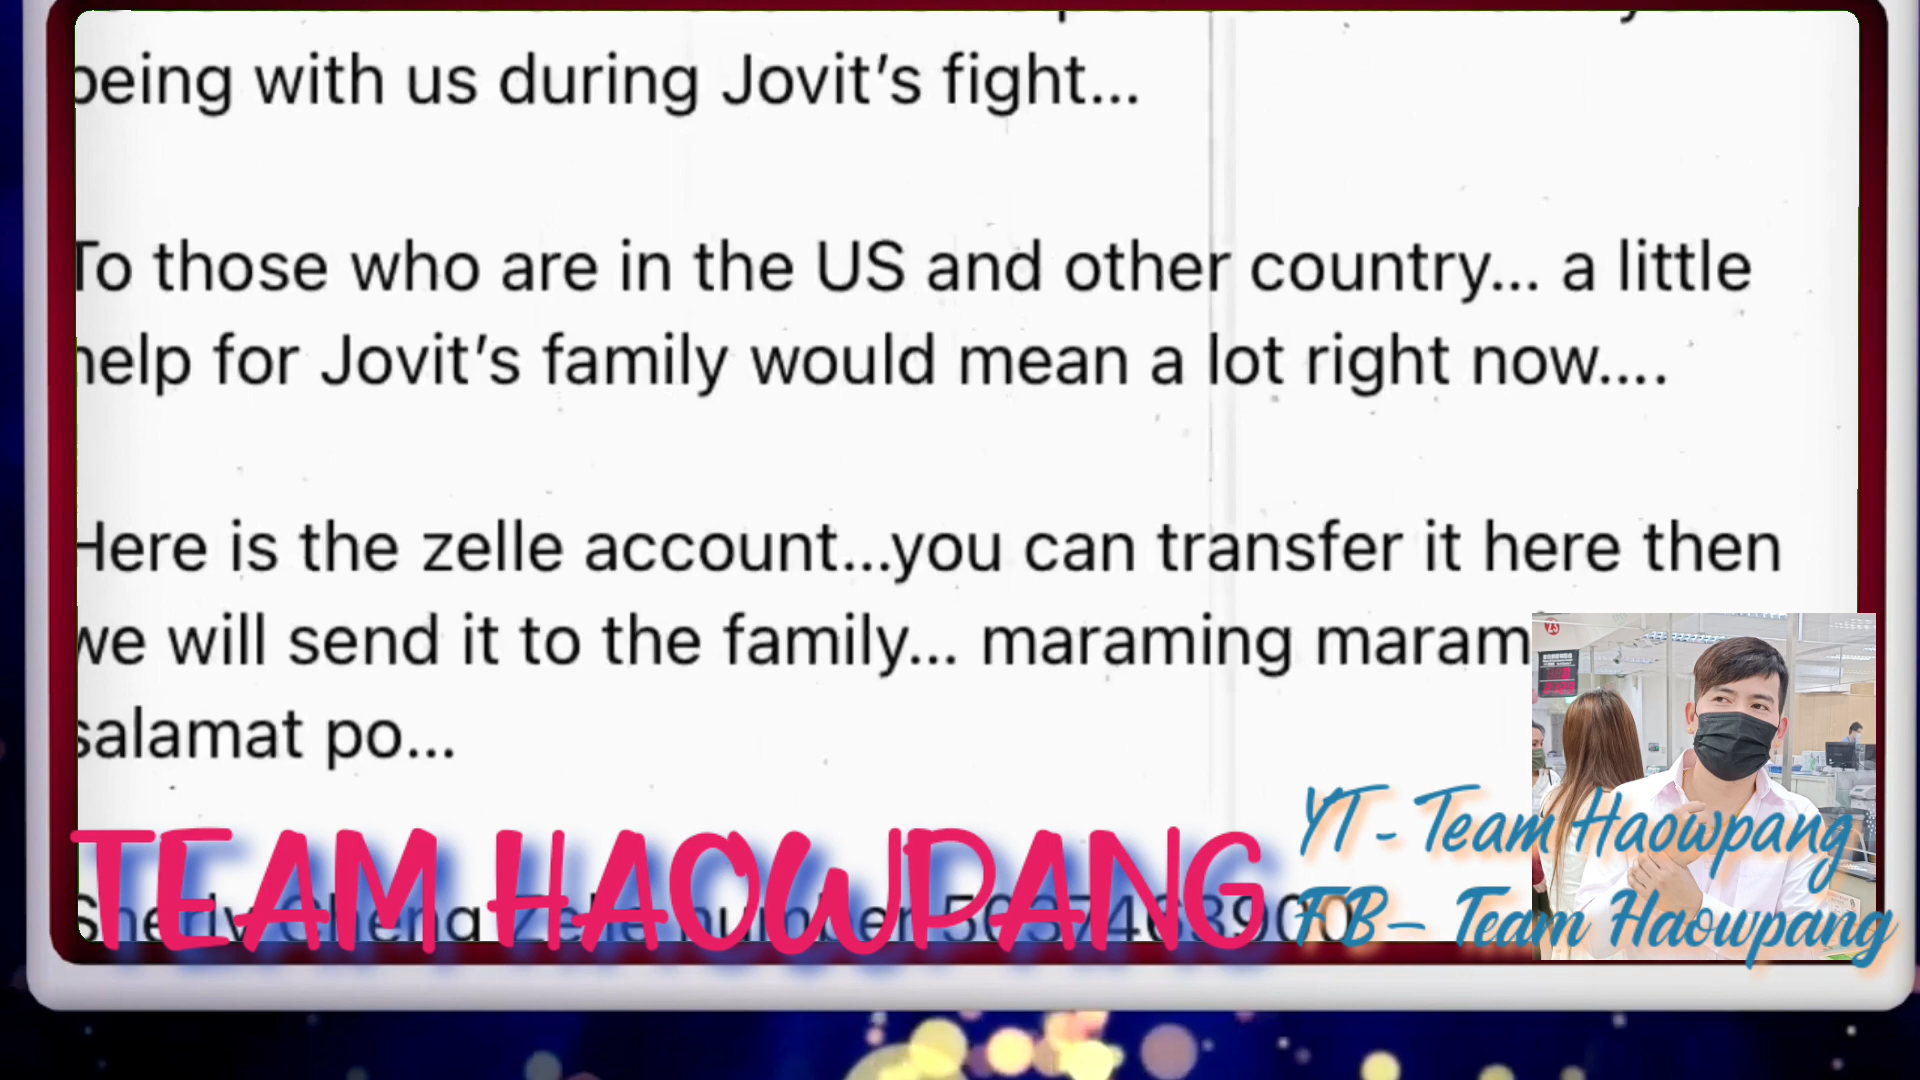 being with us during Jovit's fight...
To those who are in the US and other country... a little
help for Jovit's family would mean a lot right now....
Here is the zelle account...you can transfer it here then
we will send it to the family... maraming
salamat po...
TEAM HAOWPANG
YT - Team Haowpang
FB – Team Haowpang